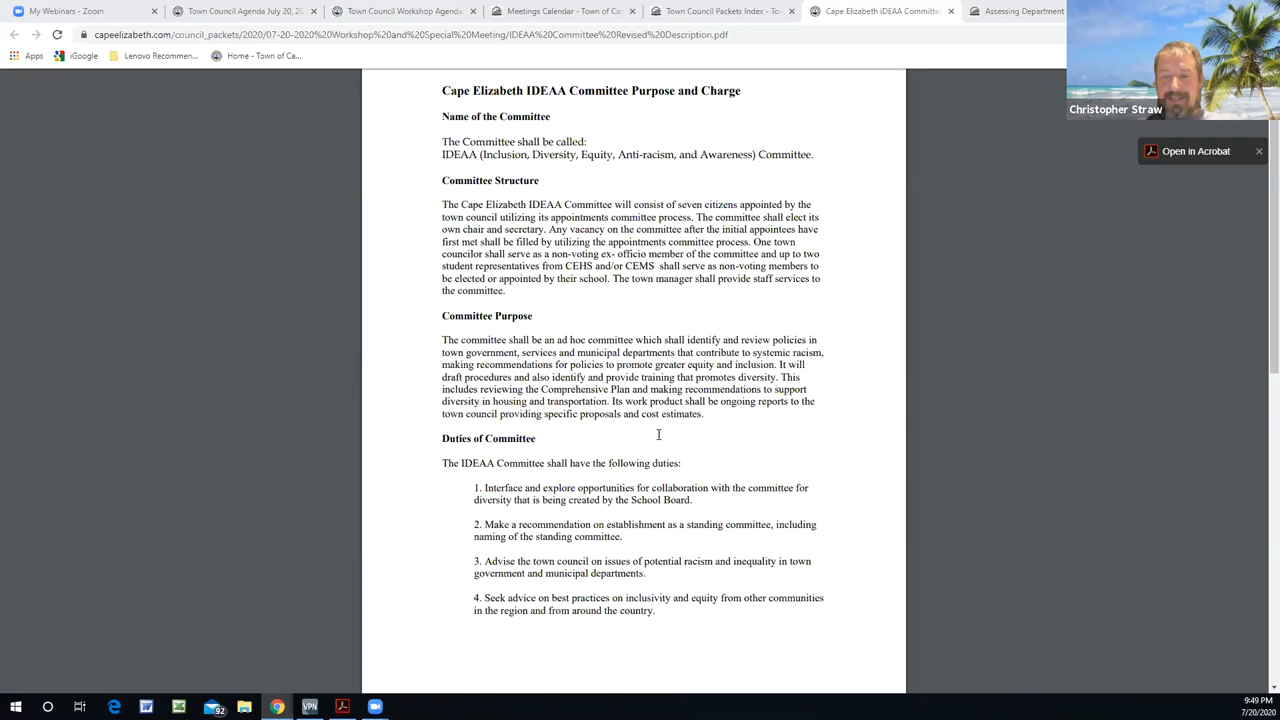 My Webinars - Zoom
Town Council Agenda July 20, 20
Town Council Workshop Agenda
Meetings Calendar - Town of Cap
Town Council Packets Index - Tow
Cape Elizabeth IDEAA Committe
Assessing Department
capeelizabeth.com/council_packets/2020/07-20-2020%20Workshop%20and%20Special%20Meeting/IDEAA%20Committee%20Revised%20Description.pdf
Apps
iGoogle
Lenovo Recommen...
Home - Town of Ca...
Christopher Straw
Open in Acrobat
Cape Elizabeth IDEAA Committee Purpose and Charge
Name of the Committee
The Committee shall be called:
IDEAA (Inclusion, Diversity, Equity, Anti-racism, and Awareness) Committee.
Committee Structure
The Cape Elizabeth IDEAA Committee will consist of seven citizens appointed by the
town council utilizing its appointments committee process. The committee shall elect its
own chair and secretary. Any vacancy on the committee after the initial appointees have
first met shall be filled by utilizing the appointments committee process. One town
councilor shall serve as a non-voting ex- officio member of the committee and up to two
student representatives from CEHS and/or CEMS shall serve as non-voting members to
be elected or appointed by their school. The town manager shall provide staff services to
the committee.
Committee Purpose
The committee shall be an ad hoc committee which shall identify and review policies in
town government, services and municipal departments that contribute to systemic racism,
making recommendations for policies to promote greater equity and inclusion. It will
draft procedures and also identify and provide training that promotes diversity. This
includes reviewing the Comprehensive Plan and making recommendations to support
diversity in housing and transportation. Its work product shall be ongoing reports to the
town council providing specific proposals and cost estimates.
Duties of Committee
The IDEAA Committee shall have the following duties:
1. Interface and explore opportunities for collaboration with the committee for
diversity that is being created by the School Board.
2. Make a recommendation on establishment as a standing committee, including
naming of the standing committee.
3. Advise the town council on issues of potential racism and inequality in town
government and municipal departments.
4. Seek advice on best practices on inclusivity and equity from other communities
in the region and from around the country.
92
VPN
9:49 PM
7/20/2020